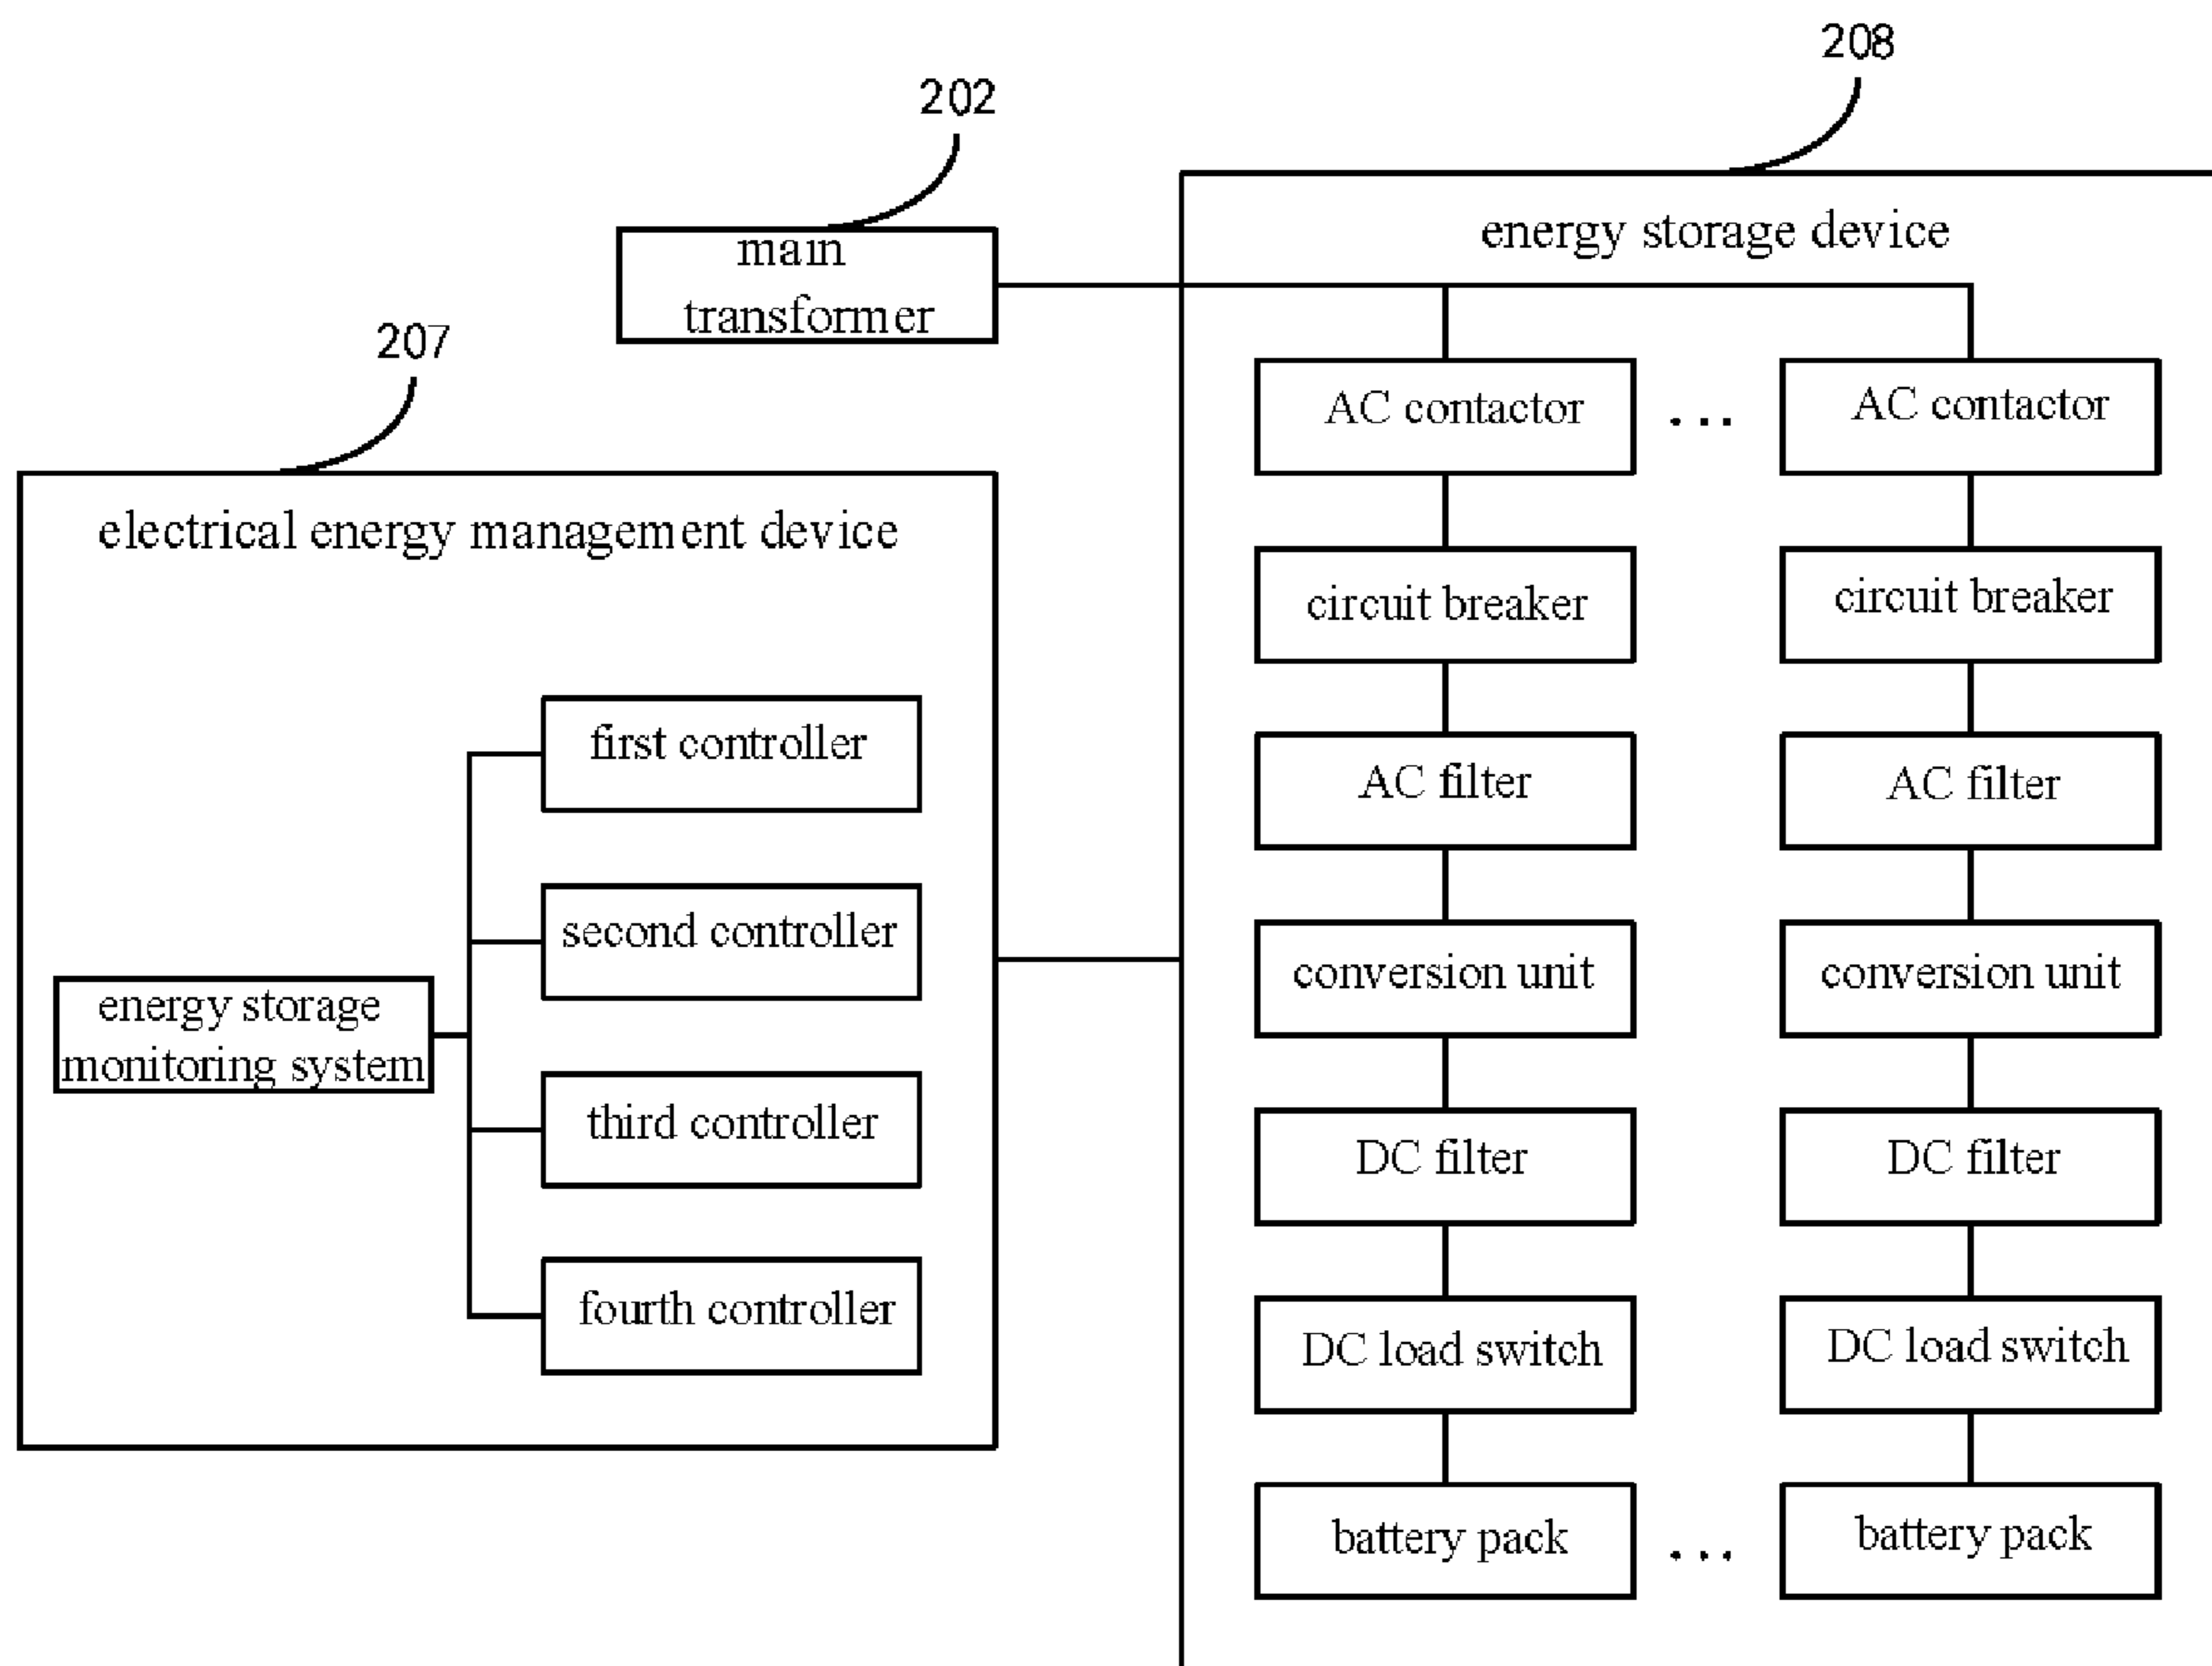 208
202
energy storage device
main
transformer
207
AC contactor
...
AC contactor
electrical energy management device
circuit breaker
circuit breaker
first controller
AC filter
AC filter
second controller
conversion unit
conversion unit
energy storage
monitoring system
third controller
DC filter
DC filter
fourth controller
DC load switch
DC load switch
battery pack
...
battery pack